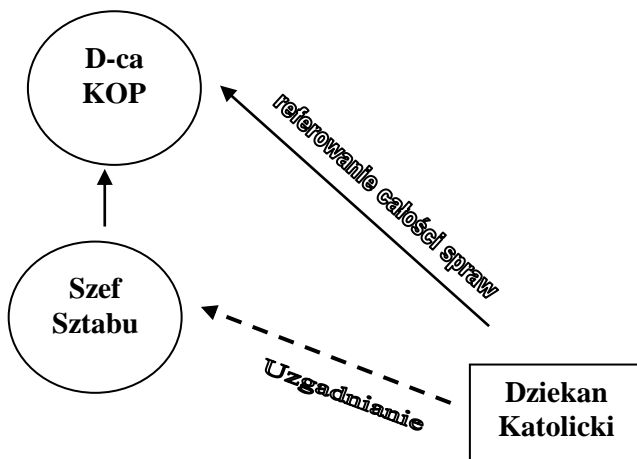 D-ca
KOP
referowanie całości spraw
Szef
Sztabu
Uzgadnianie
Dziekan
Katolicki